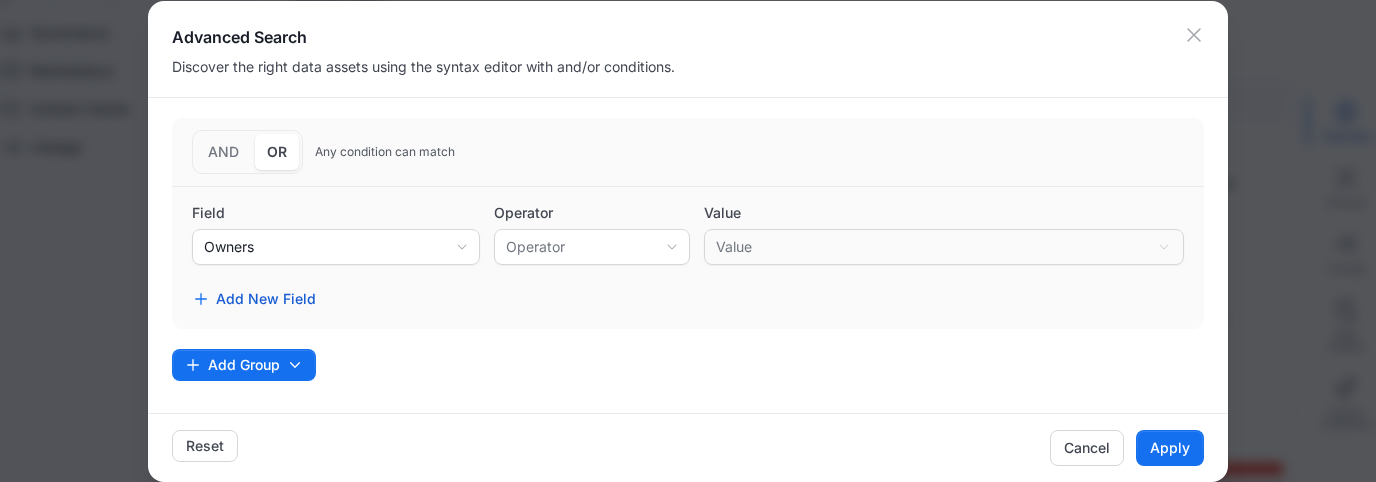 Advanced Search
Discover the right data assets using the syntax editor with and/or conditions.
AND OR Any condition can match
Field Operator Value
Owners Operator Value
Add New Field
Add Group
Reset Cancel Apply